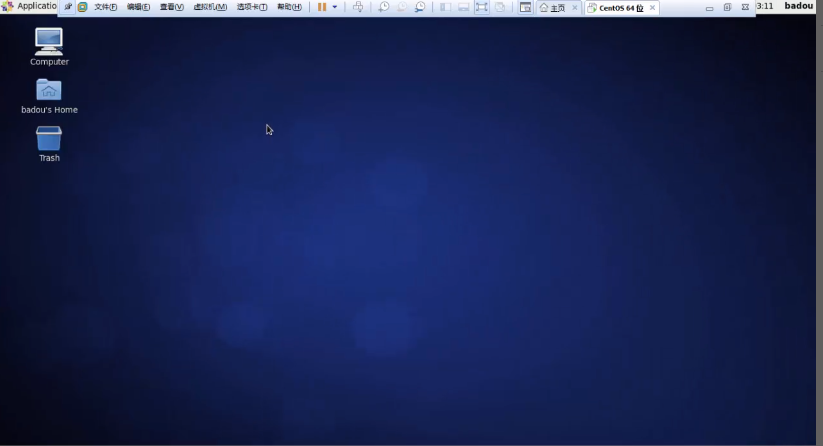 Applicatio 文件(F) 编辑(E) 查看(V) 虚拟机(M) 选项卡(T) 帮助(H) 主页 × CentOS 64 位 × 3:11 badou
Computer
badou's Home
Trash